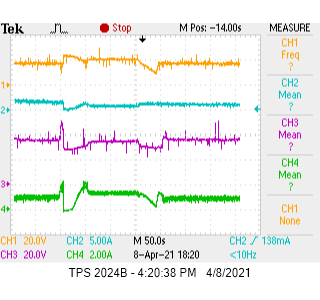 Tek Stop M Pos: -14.00s MEASURE
CH1
Freq
?
CH2
Mean
?
CH3
Mean
?
CH4
Mean
?
CH1
None
1
2
3
4
CH1 20.0V CH2 5.00A M 50.0s CH2 138mA
CH3 20.0V CH4 2.00A 8-Apr-21 18:20 <10Hz
TPS 2024B - 4:20:38 PM 4/8/2021